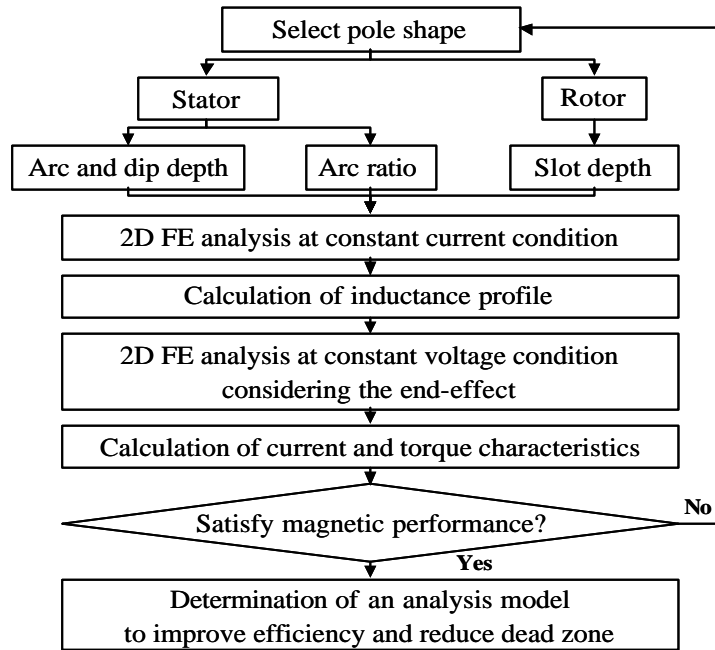 Select pole shape
Stator
Rotor
Arc and dip depth
Arc ratio
Slot depth
2D FE analysis at constant current condition
Calculation of inductance profile
2D FE analysis at constant voltage condition
considering the end-effect
Calculation of current and torque characteristics
Satisfy magnetic performance?
No
Yes
Determination of an analysis model
to improve efficiency and reduce dead zone